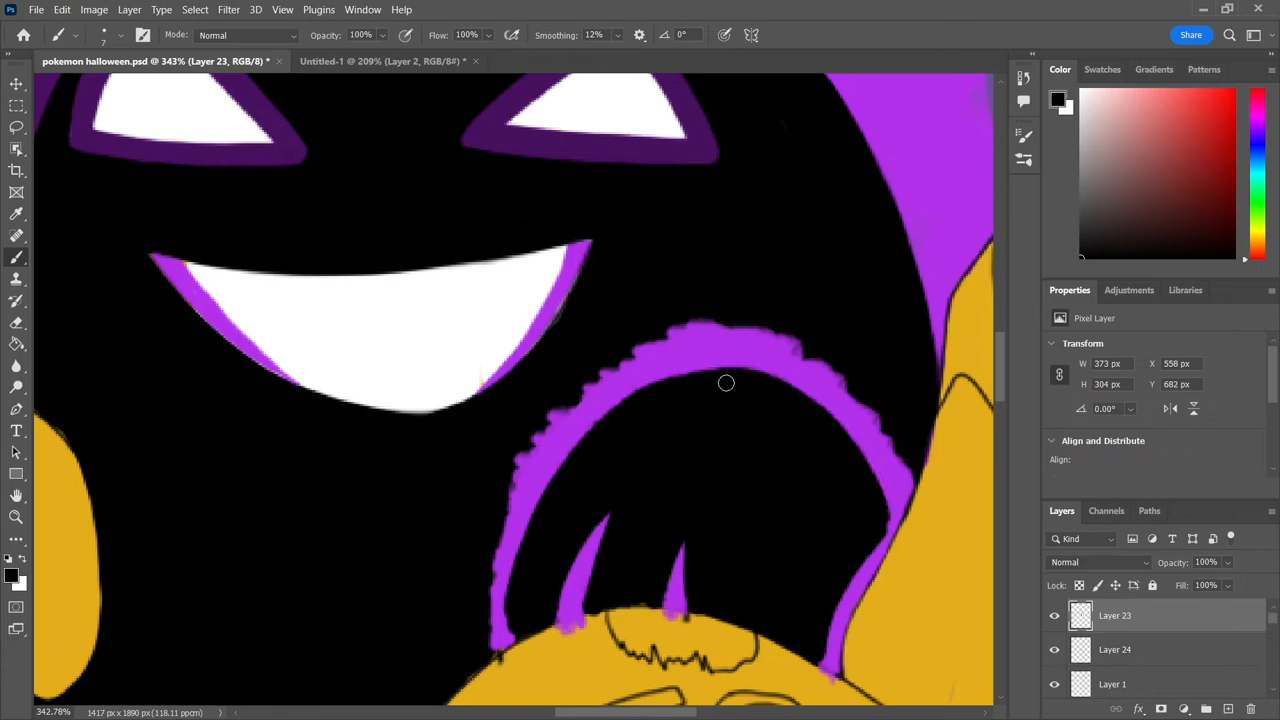 Ps File Edit Image Layer Type Select Filter 3D View Plugins Window Help
7 Mode: Normal Opacity: 100% Flow: 100% Smoothing: 12% 0° Share
pokemon halloween.psd @ 343% (Layer 23, RGB/8) * × Untitled-1 @ 209% (Layer 2, RGB/8#) * ×
Color Swatches Gradients Patterns
Properties Adjustments Libraries
Pixel Layer
Transform
W 373 px X 558 px
H 304 px Y 682 px
0.00°
Align and Distribute
Align:
Layers Channels Paths
Kind
Normal Opacity: 100%
Lock: Fill: 100%
Layer 23
Layer 24
Layer 1
fx
342.78% 1417 px x 1890 px (118.11 ppcm)